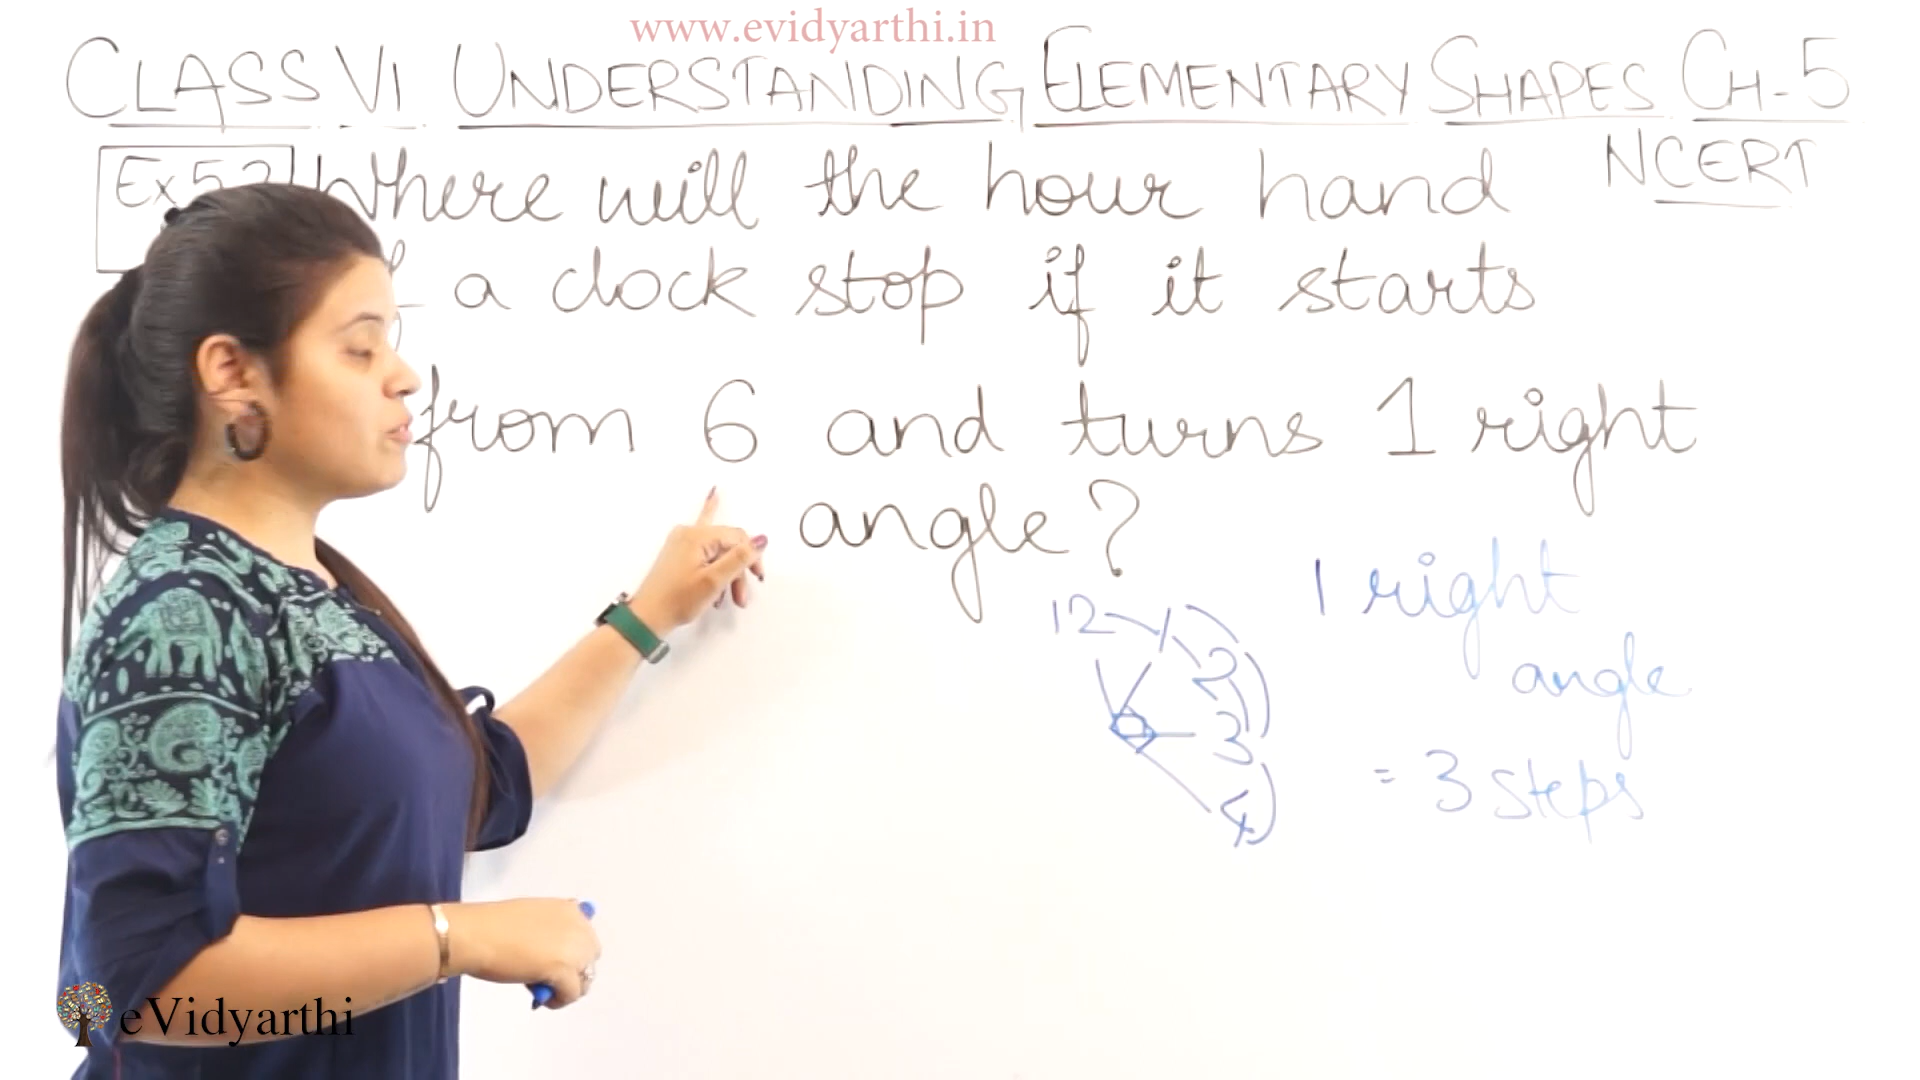 www.evidyarthi.in
CLASS VI UNDERSTANDING ELEMENTARY SHAPES CH-5
NCERT
Where will the hour hand
a clock stop if it starts
from 6 and turns 1 right
angle?
1 right
angle
= 3 steps
12 1
2
3
4
eVidyarthi